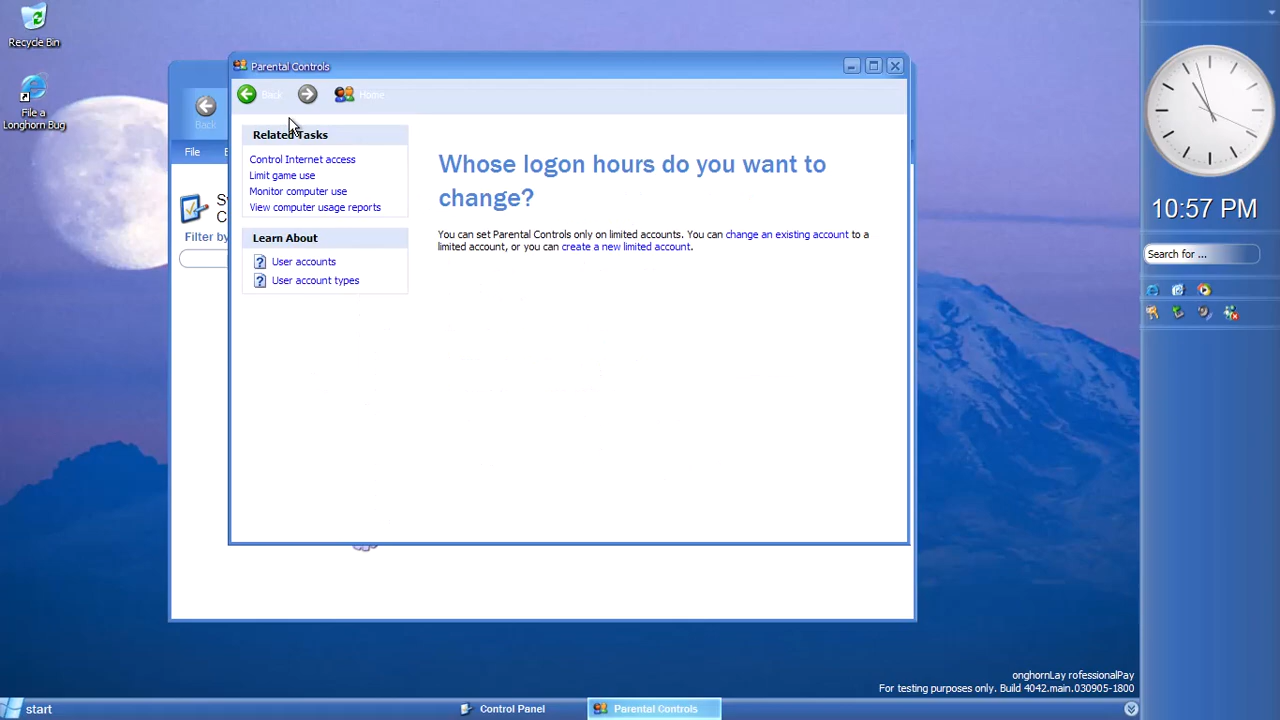 Recycle Bin
File a
Longhorn Bug
Parental Controls
Back
Home
Back
File
Related Tasks
Control Internet access
Limit game use
Monitor computer use
View computer usage reports
Learn About
User accounts
User account types
Filter by
Whose logon hours do you want to
change?
You can set Parental Controls only on limited accounts. You can change an existing account to a
limited account, or you can create a new limited account.
10:57 PM
Search for ...
onghornLay rofessionalPay
For testing purposes only. Build 4042.main.030905-1800
start
Control Panel
Parental Controls